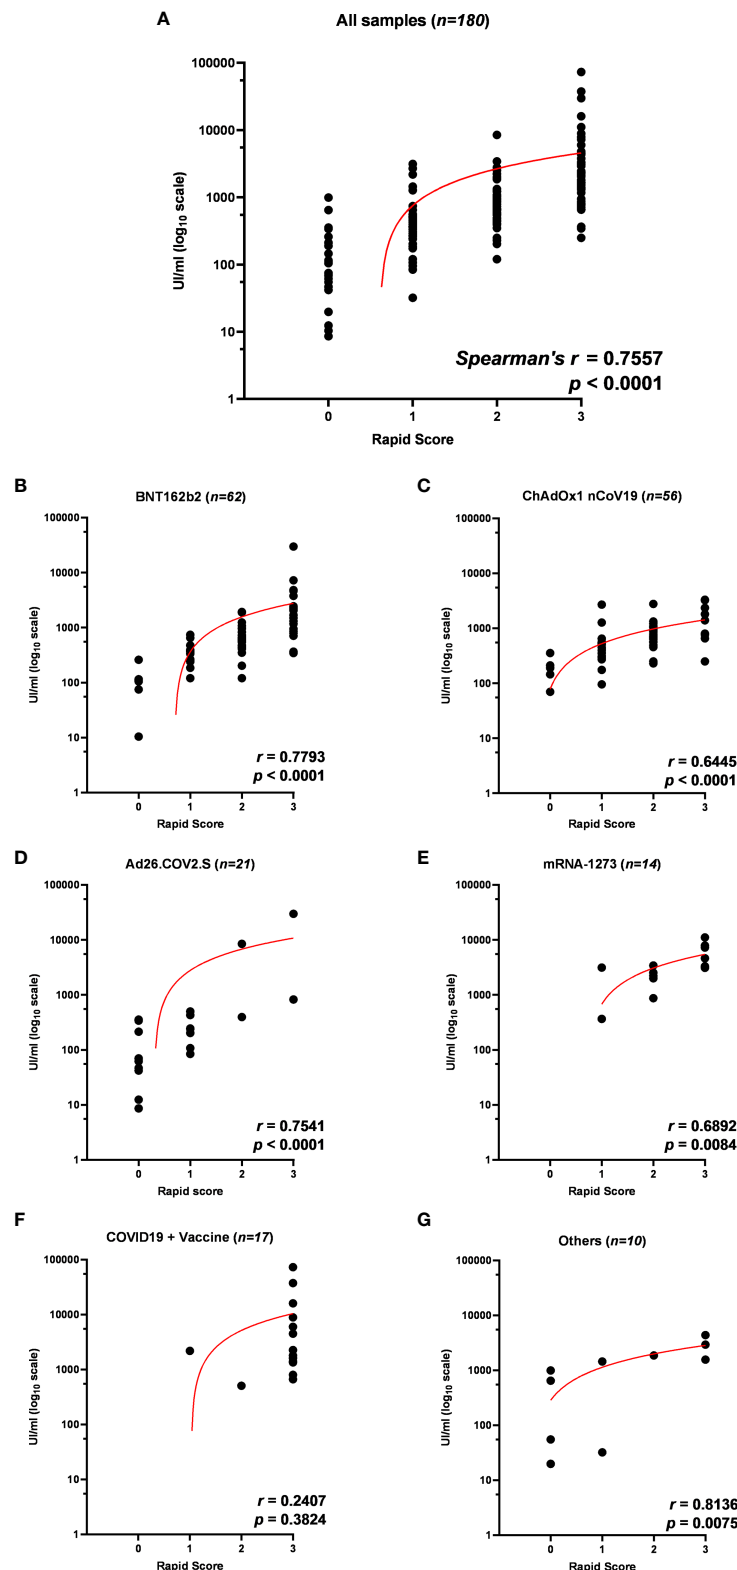 A
All samples (n=180)
100000
10000
1000
100
10
1
UI/ml (log10 scale)
0 1 2 3
Rapid Score
Spearman's r = 0.7557
p < 0.0001
B
BNT162b2 (n=62)
100000
10000
1000
100
10
1
UI/ml (log10 scale)
0 1 2 3
Rapid Score
r = 0.7793
p < 0.0001
C
ChAdOx1 nCoV19 (n=56)
100000
10000
1000
100
10
1
UI/ml (log10 scale)
0 1 2 3
Rapid Score
r = 0.6445
p < 0.0001
D
Ad26.COV2.S (n=21)
100000
10000
1000
100
10
1
UI/ml (log10 scale)
0 1 2 3
Rapid score
r = 0.7541
p < 0.0001
E
mRNA-1273 (n=14)
100000
10000
1000
100
10
1
UI/ml (log10 scale)
0 1 2 3
Rapid Score
r = 0.6892
p = 0.0084
F
COVID19 + Vaccine (n=17)
100000
10000
1000
100
10
1
UI/ml (log10 scale)
0 1 2 3
Rapid Score
r = 0.2407
p = 0.3824
G
Others (n=10)
100000
10000
1000
100
10
1
UI/ml (log10 scale)
0 1 2 3
Rapid Score
r = 0.8136
p = 0.0075